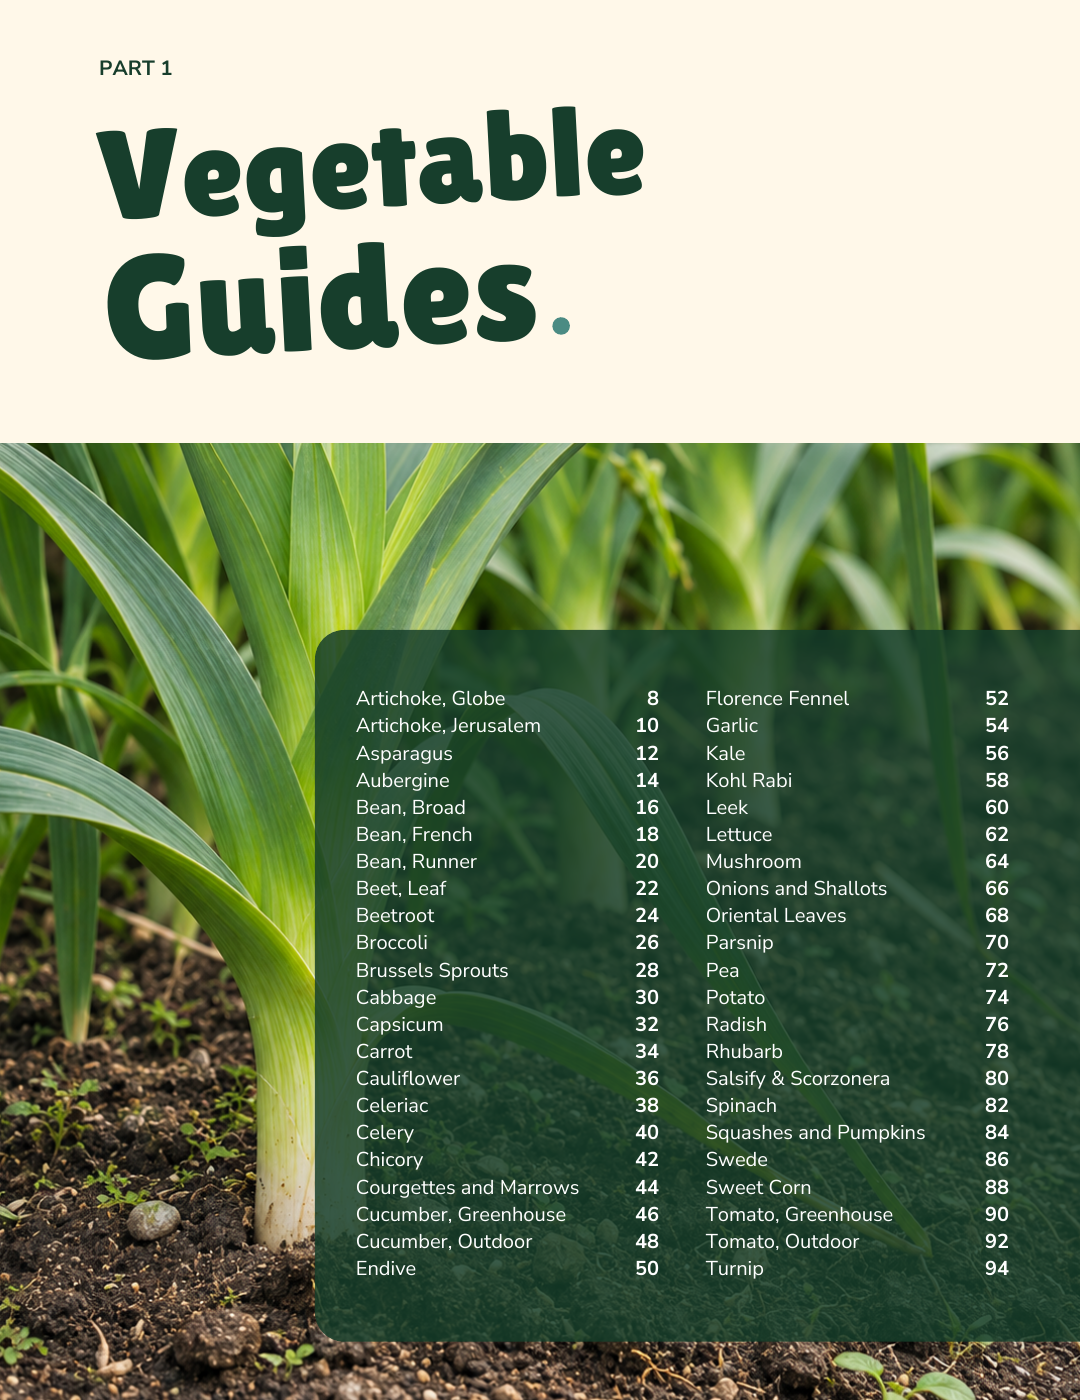 PART 1
Vegetable
Guides.
Artichoke, Globe 8
Artichoke, Jerusalem 10
Asparagus 12
Aubergine 14
Bean, Broad 16
Bean, French 18
Bean, Runner 20
Beet, Leaf 22
Beetroot 24
Broccoli 26
Brussels Sprouts 28
Cabbage 30
Capsicum 32
Carrot 34
Cauliflower 36
Celeriac 38
Celery 40
Chicory 42
Courgettes and Marrows 44
Cucumber, Greenhouse 46
Cucumber, Outdoor 48
Endive 50
Florence Fennel 52
Garlic 54
Kale 56
Kohl Rabi 58
Leek 60
Lettuce 62
Mushroom 64
Onions and Shallots 66
Oriental Leaves 68
Parsnip 70
Pea 72
Potato 74
Radish 76
Rhubarb 78
Salsify & Scorzonera 80
Spinach 82
Squashes and Pumpkins 84
Swede 86
Sweet Corn 88
Tomato, Greenhouse 90
Tomato, Outdoor 92
Turnip 94